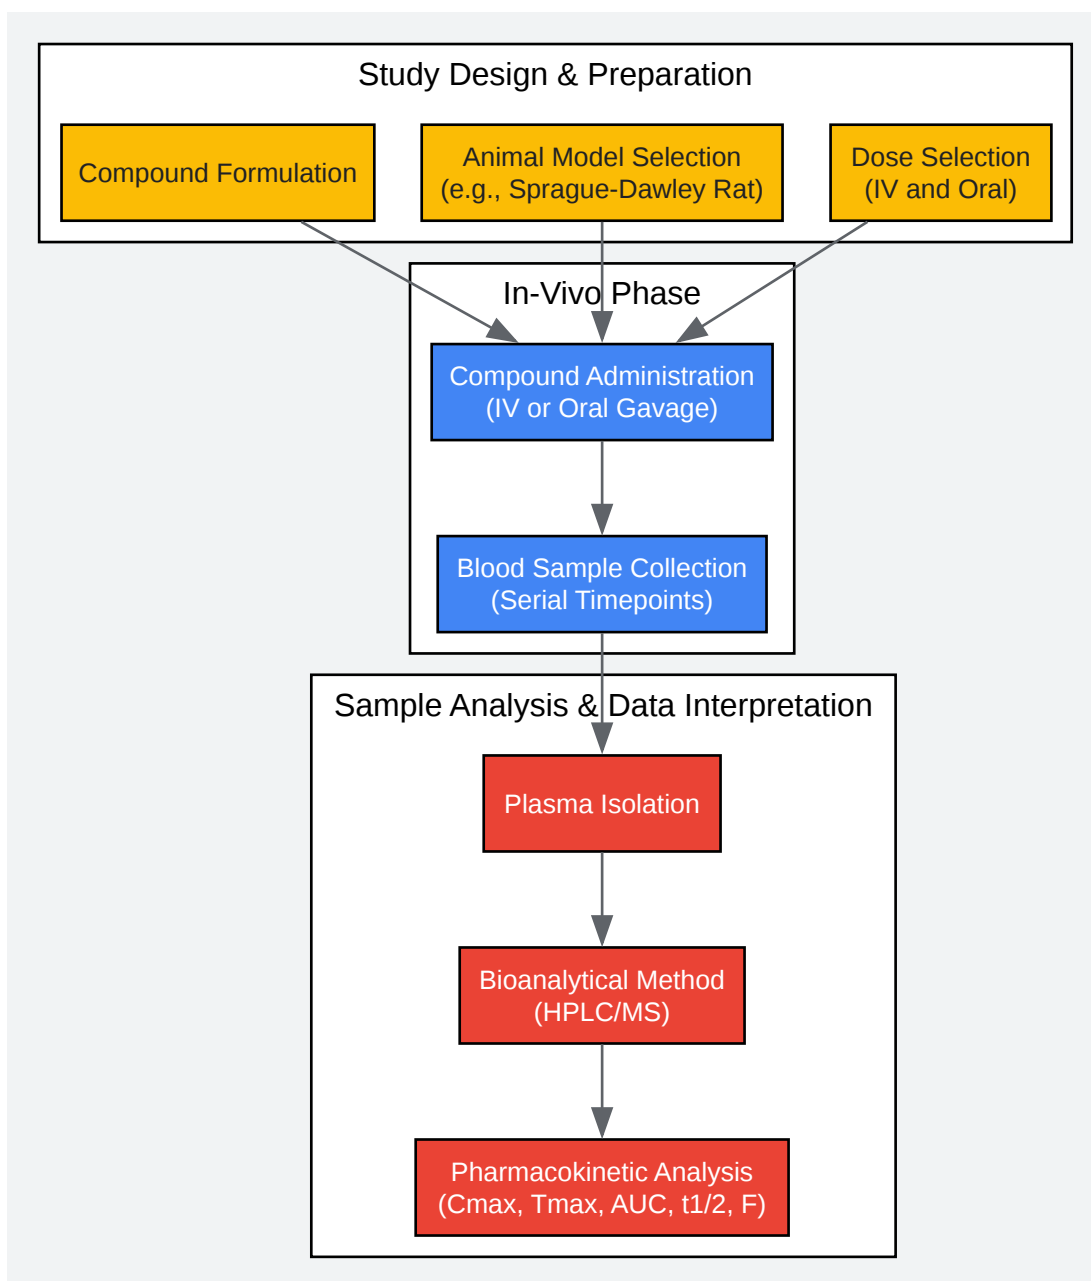 Study Design & Preparation
Compound Formulation
Animal Model Selection
(e.g., Sprague-Dawley Rat)
Dose Selection
(IV and Oral)
In-Vivo Phase
Compound Administration
(IV or Oral Gavage)
Blood Sample Collection
(Serial Timepoints)
Sample Analysis & Data Interpretation
Plasma Isolation
Bioanalytical Method
(HPLC/MS)
Pharmacokinetic Analysis
(Cmax, Tmax, AUC, t1/2, F)